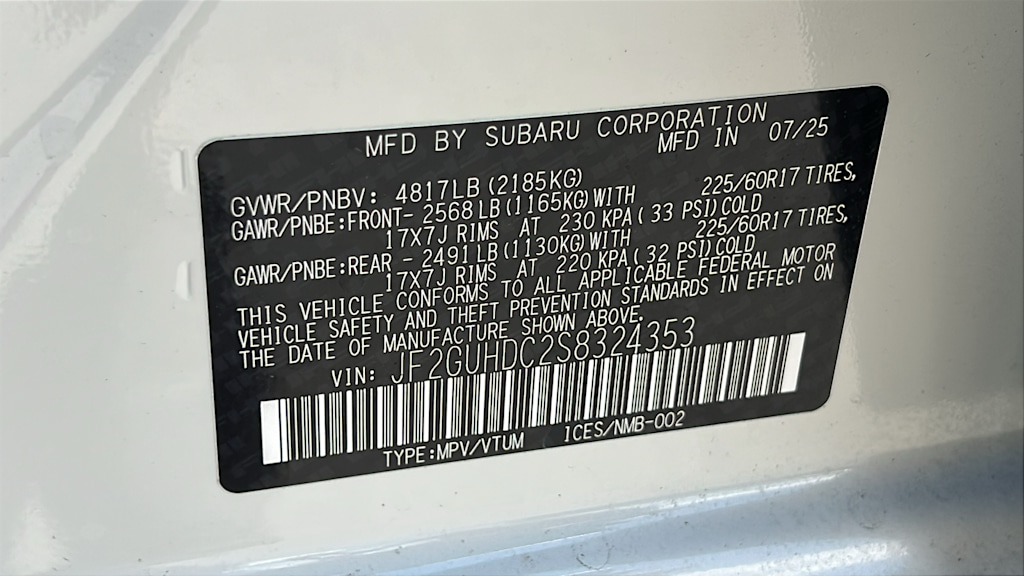 MFD BY SUBARU CORPORATION
MFD IN 07/25
GVWR/PNBV: 4817LB (2185KG)
GAWR/PNBE:FRONT- 2568 LB (1165KG) WITH 225/60R17 TIRES,
17X7J RIMS AT 230 KPA ( 33 PSI) COLD
GAWR/PNBE:REAR - 2491 LB (1130KG) WITH 225/60R17 TIRES,
17X7J RIMS AT 220 KPA ( 32 PSI) COLD
THIS VEHICLE CONFORMS TO ALL APPLICABLE FEDERAL MOTOR
VEHICLE SAFETY AND THEFT PREVENTION STANDARDS IN EFFECT ON
THE DATE OF MANUFACTURE SHOWN ABOVE.
VIN: JF2GUHDC2S8324353
TYPE:MPV/VTUM ICES/NMB-002